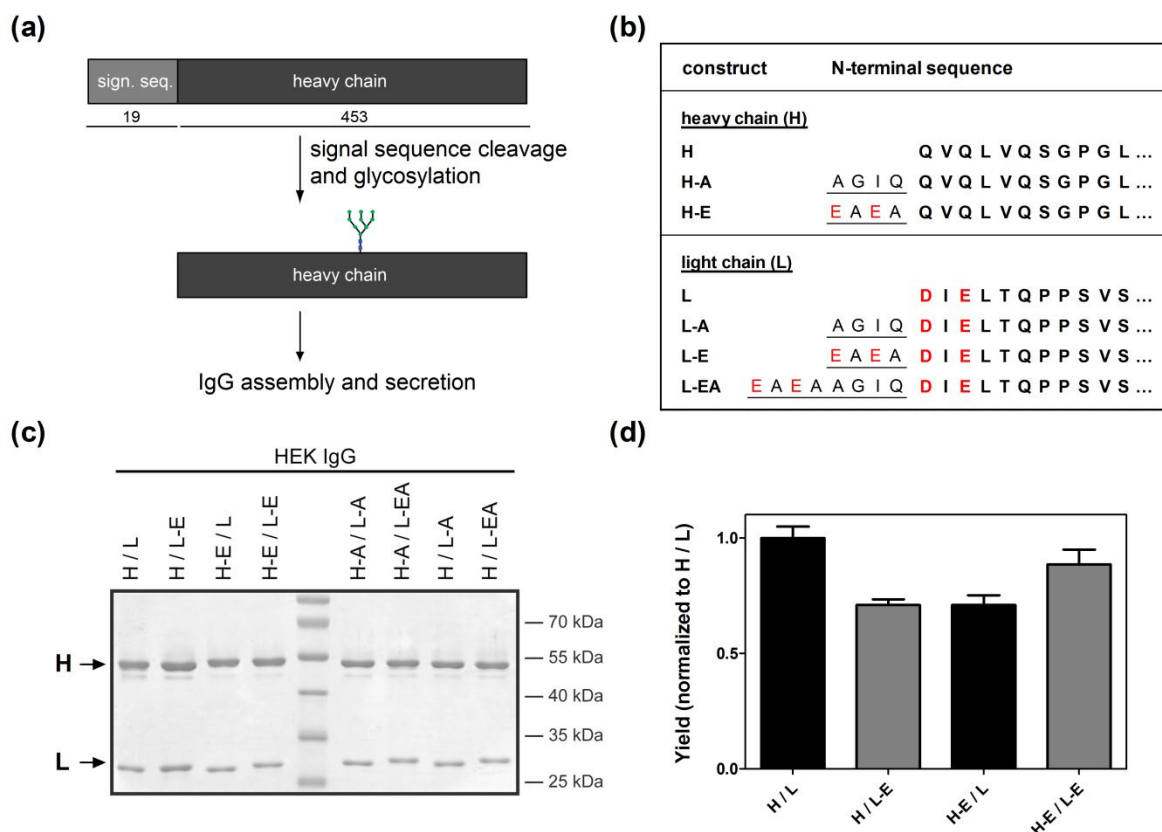 (a)
sign. seq.
heavy chain
19
453
signal sequence cleavage
and glycosylation
heavy chain
IgG assembly and secretion
(b)
construct N-terminal sequence
heavy chain (H)
H Q V Q L V Q S G P G L ...
H-A A G I Q Q V Q L V Q S G P G L ...
H-E E A E A Q V Q L V Q S G P G L ...
light chain (L)
L D I E L T Q P P S V S ...
L-A A G I Q D I E L T Q P P S V S ...
L-E E A E A D I E L T Q P P S V S ...
L-EA E A E A A G I Q D I E L T Q P P S V S ...
(c)
HEK IgG
H / L
H / L-E
H-E / L
H-E / L-E
H-A / L-A
H-A / L-EA
H / L-A
H / L-EA
H
L
70 kDa
55 kDa
40 kDa
35 kDa
25 kDa
(d)
Yield (normalized to H / L)
1.0
0.5
0.0
H / L
H / L-E
H-E / L
H-E / L-E